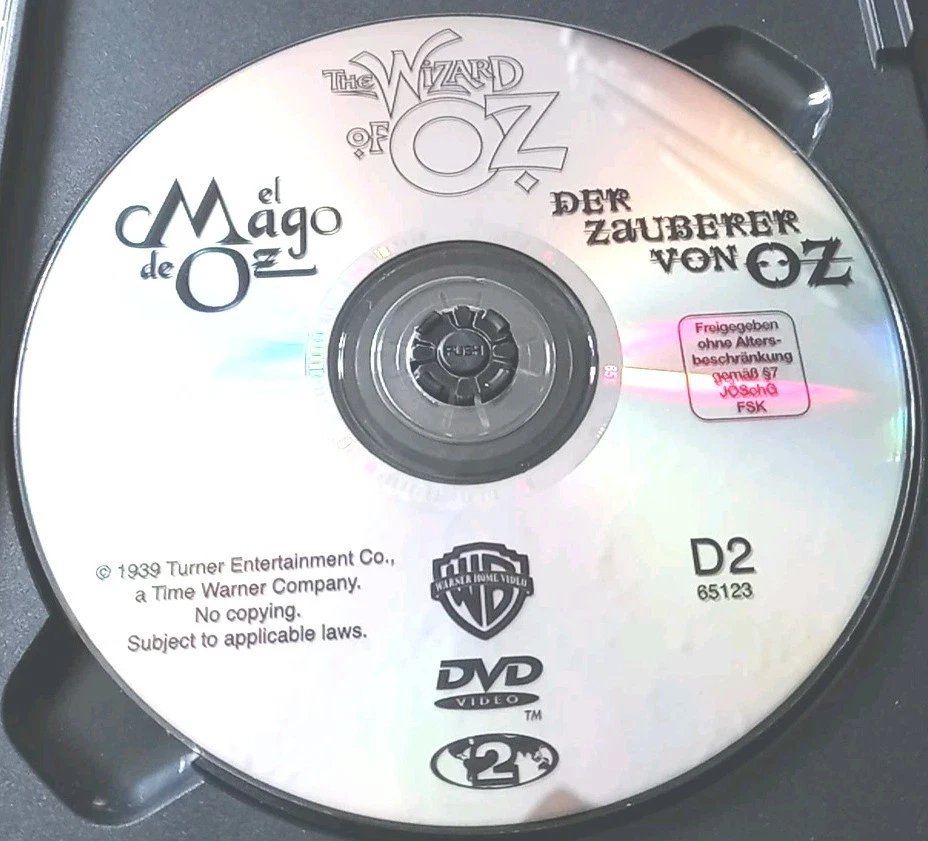 THE WIZARD
OF OZ
el
Mago
de Oz
DER
ZAUBERER
VON OZ
PUSH
Freigegeben
ohne Alters-
beschränkung
gemäß §7
JÖSchG
FSK
© 1939 Turner Entertainment Co.,
a Time Warner Company.
No copying.
Subject to applicable laws.
WARNER HOME VIDEO
D2
65123
DVD
VIDEO
TM
2